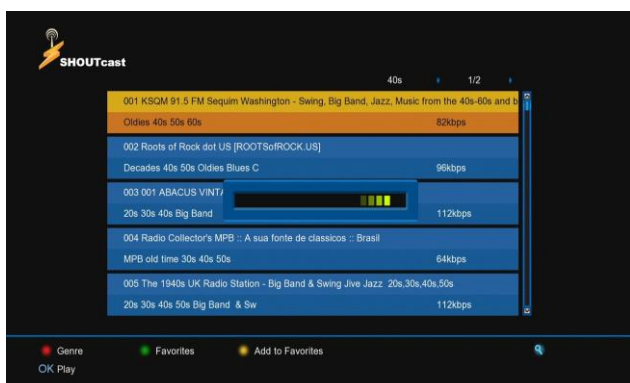 SHOUTcast
40s 1/2
001 KSQM 91.5 FM Sequim Washington - Swing, Big Band, Jazz, Music from the 40s-60s and b
Oldies 40s 50s 60s 82kbps
002 Roots of Rock dot US [ROOTSofROCK.US]
Decades 40s 50s Oldies Blues C 96kbps
003 001 ABACUS
20s 30s 40s Big Band 112kbps
004 Radio Collector's MPB :: A sua fonte de classicos :: Brasil
MPB old time 30s 40s 50s 64kbps
005 The 1940s UK Radio Station - Big Band & Swing Jive Jazz 20s,30s,40s,50s
20s 30s 40s 50s Big Band & Sw 112kbps
Genre Favorites Add to Favorites
OK Play